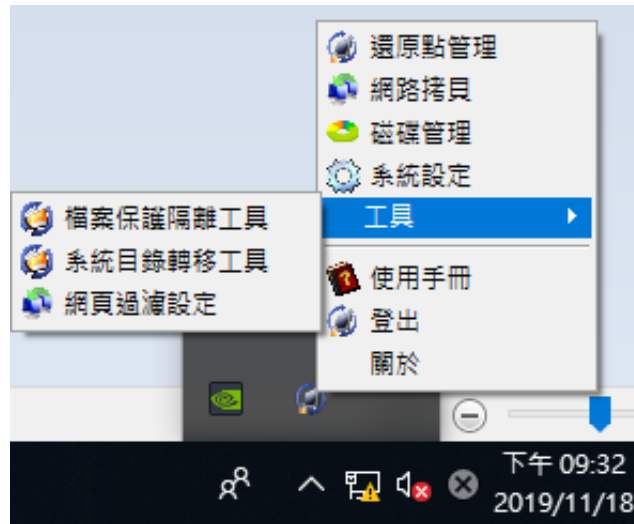 還原點管理
網路拷貝
磁碟管理
系統設定
工具
檔案保護隔離工具
系統目錄轉移工具
網頁過濾設定
使用手冊
登出
關於
下午 09:32
2019/11/18